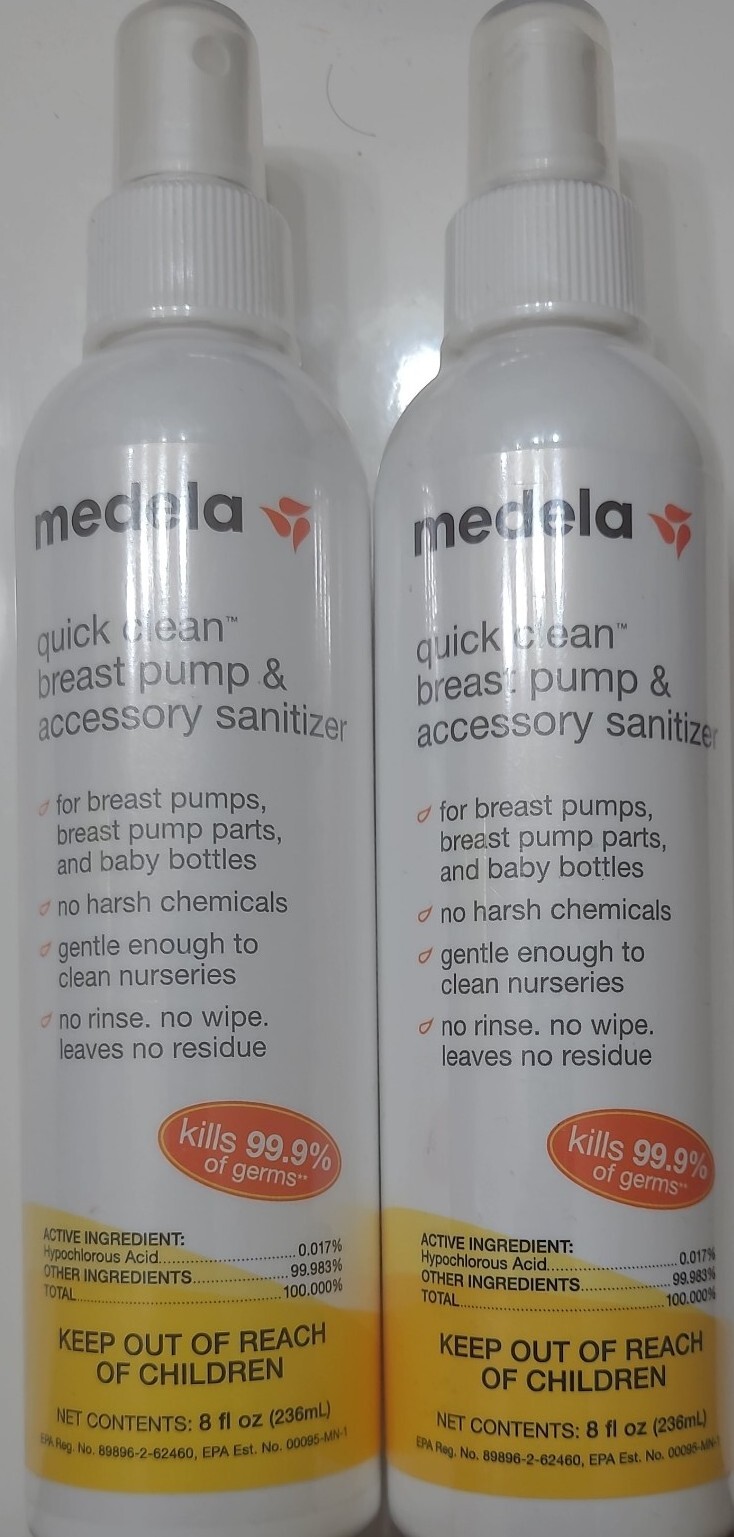 medela
quick clean™
breast pump &
accessory sanitizer
for breast pumps,
breast pump parts,
and baby bottles
no harsh chemicals
gentle enough to
clean nurseries
no rinse. no wipe.
leaves no residue
kills 99.9%
of germs**
ACTIVE INGREDIENT:
Hypochlorous Acid..............................0.017%
OTHER INGREDIENTS.....................99.983%
TOTAL.............................................100.000%
KEEP OUT OF REACH
OF CHILDREN
NET CONTENTS: 8 fl oz (236mL)
EPA Reg. No. 89896-2-62460, EPA Est. No. 00095-MN-1
medela
quick clean™
breast pump &
accessory sanitizer
for breast pumps,
breast pump parts,
and baby bottles
no harsh chemicals
gentle enough to
clean nurseries
no rinse. no wipe.
leaves no residue
kills 99.9%
of germs**
ACTIVE INGREDIENT:
Hypochlorous Acid..............................0.017%
OTHER INGREDIENTS.....................99.983%
TOTAL.............................................100.000%
KEEP OUT OF REACH
OF CHILDREN
NET CONTENTS: 8 fl oz (236mL)
EPA Reg. No. 89896-2-62460, EPA Est. No. 00095-MN-1